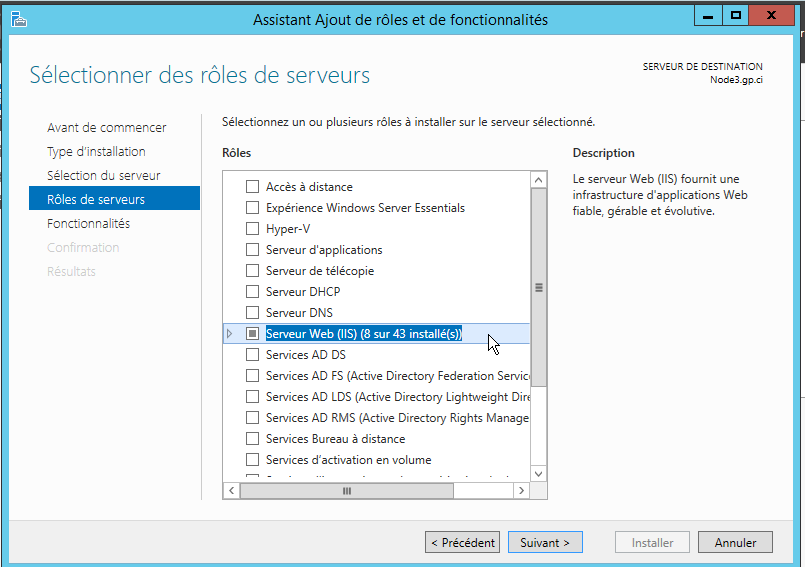 Assistant Ajout de rôles et de fonctionnalités
Sélectionner des rôles de serveurs
SERVEUR DE DESTINATION
Node3.gp.ci
Avant de commencer
Type d'installation
Sélection du serveur
Rôles de serveurs
Fonctionnalités
Confirmation
Résultats
Sélectionnez un ou plusieurs rôles à installer sur le serveur sélectionné.
Rôles
Accès à distance
Expérience Windows Server Essentials
Hyper-V
Serveur d'applications
Serveur de télécopie
Serveur DHCP
Serveur DNS
Serveur Web (IIS) (8 sur 43 installé(s))
Services AD DS
Services AD FS (Active Directory Federation Servic
Services AD LDS (Active Directory Lightweight Dire
Services AD RMS (Active Directory Rights Manage
Services Bureau à distance
Services d'activation en volume
Description
Le serveur Web (IIS) fournit une
infrastructure d'applications Web
fiable, gérable et évolutive.
< Précédent
Suivant >
Installer
Annuler